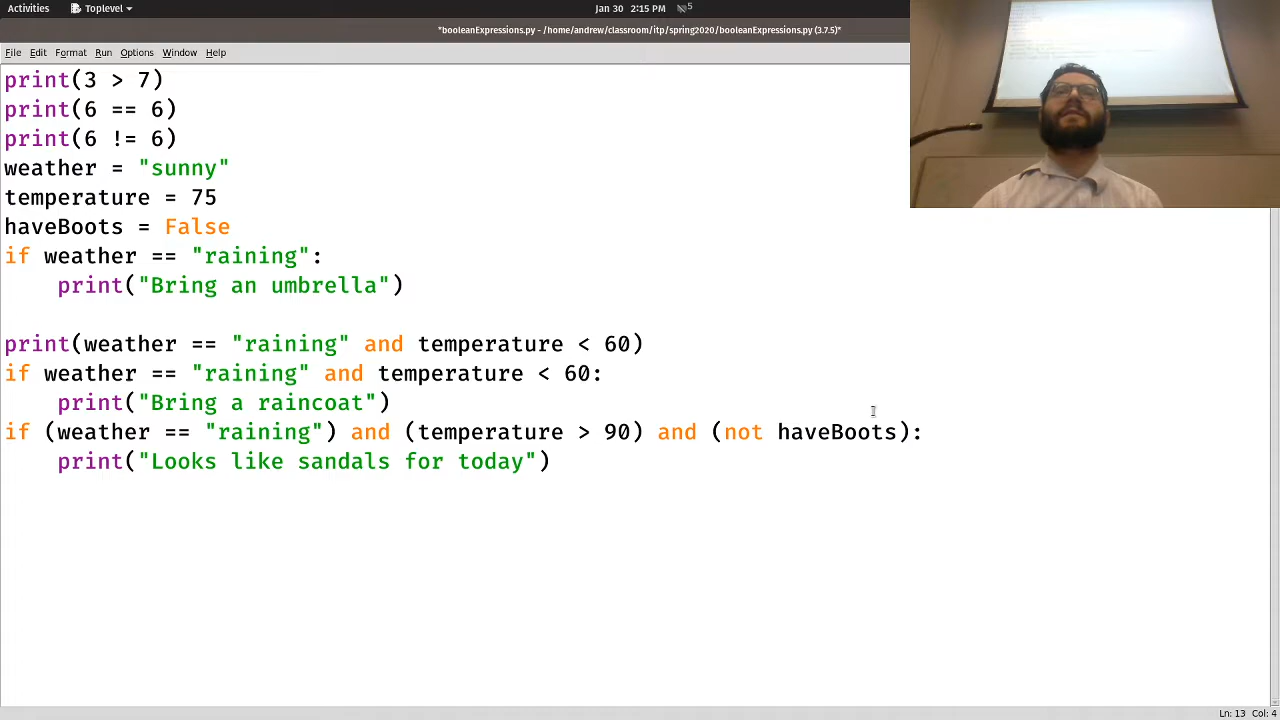 Activities Toplevel Jan 30 2:15 PM 5
*booleanExpressions.py - /home/andrew/classroom/itp/spring2020/booleanExpressions.py (3.7.5)*
File Edit Format Run Options Window Help
print(3 > 7)
print(6 == 6)
print(6 != 6)
weather = "sunny"
temperature = 75
haveBoots = False
if weather == "raining":
    print("Bring an umbrella")
print(weather == "raining" and temperature < 60)
if weather == "raining" and temperature < 60:
    print("Bring a raincoat")
if (weather == "raining") and (temperature > 90) and (not haveBoots):
    print("Looks like sandals for today")
Ln: 13 Col: 4